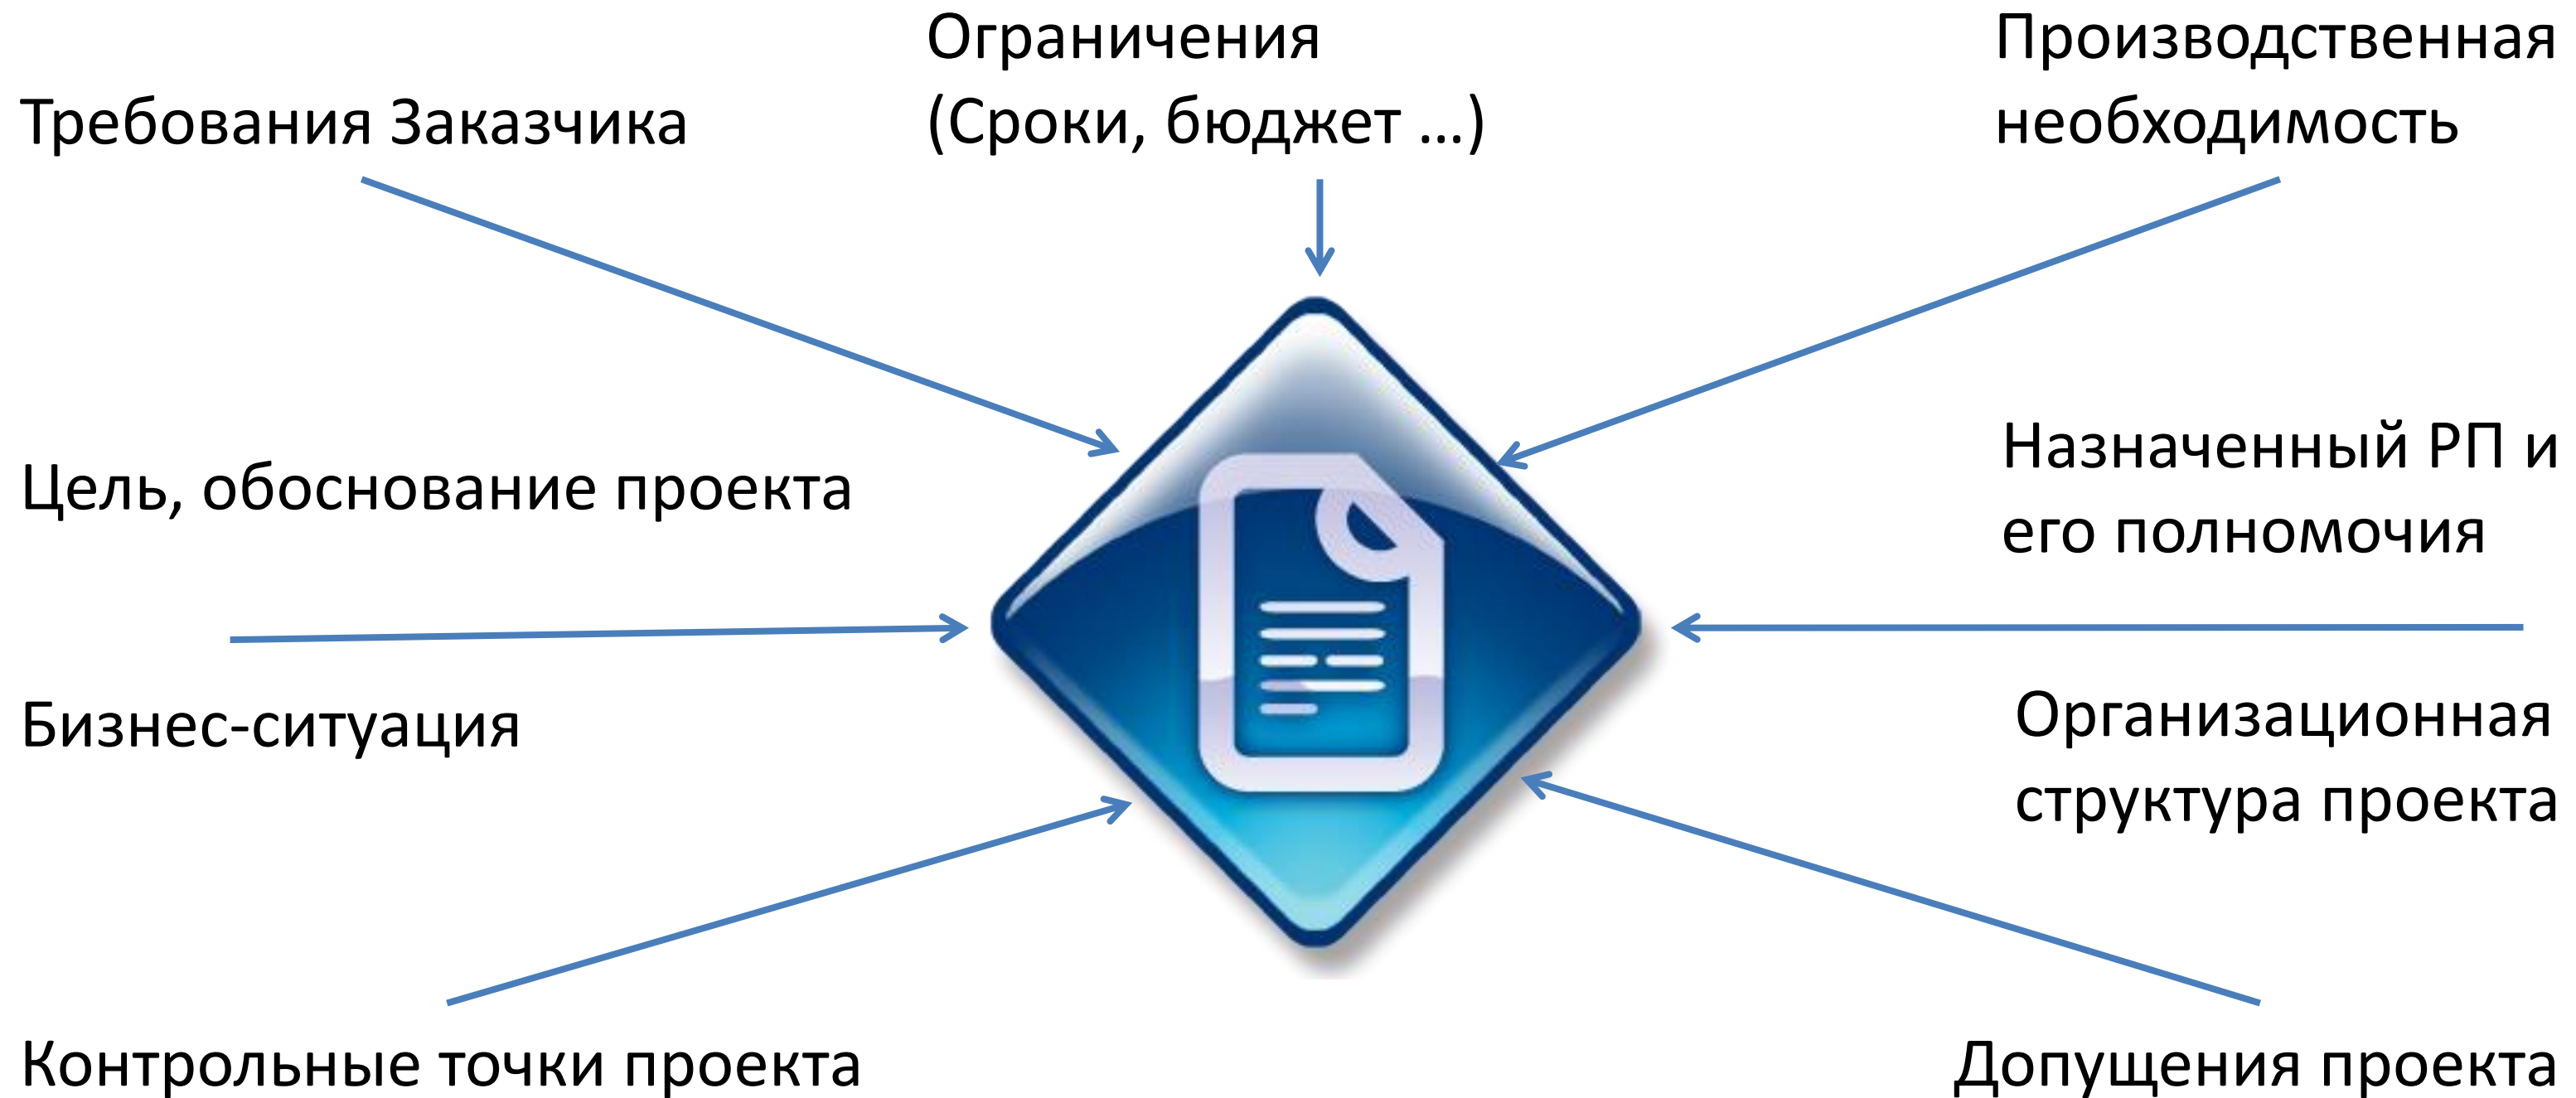 Требования Заказчика
Ограничения
(Сроки, бюджет ...)
Производственная
необходимость
Цель, обоснование проекта
Назначенный РП и
его полномочия
Бизнес-ситуация
Организационная
структура проекта
Контрольные точки проекта
Допущения проекта